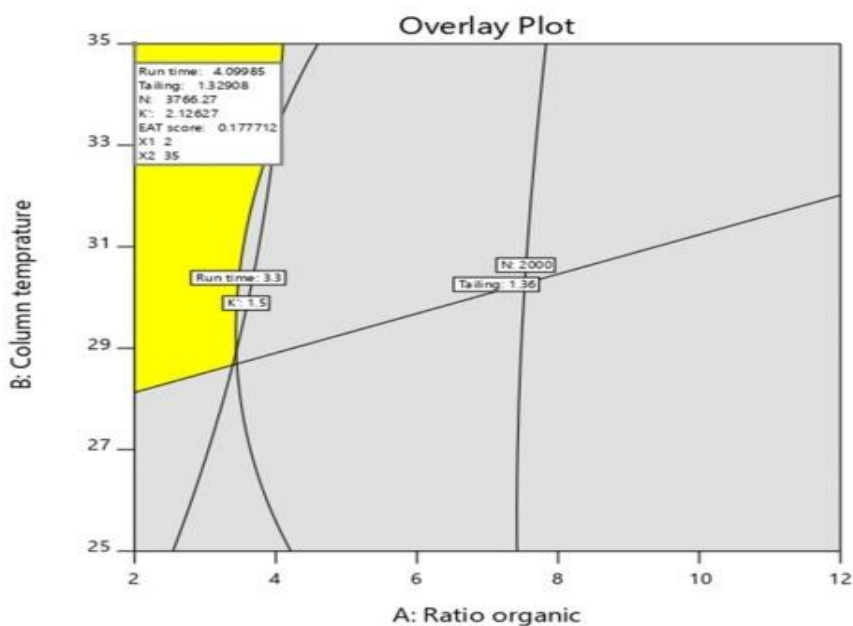 Overlay Plot
35
Run time: 4.09985
Tailing: 1.32908
N: 3766.27
K': 2.12627
EAT score: 0.177712
X1 2
X2 35
33
31
N: 2000
Run time: 3.3
Tailing: 1.36
K': 1.5
29
27
25
B: Column temprature
2 4 6 8 10 12
A: Ratio organic